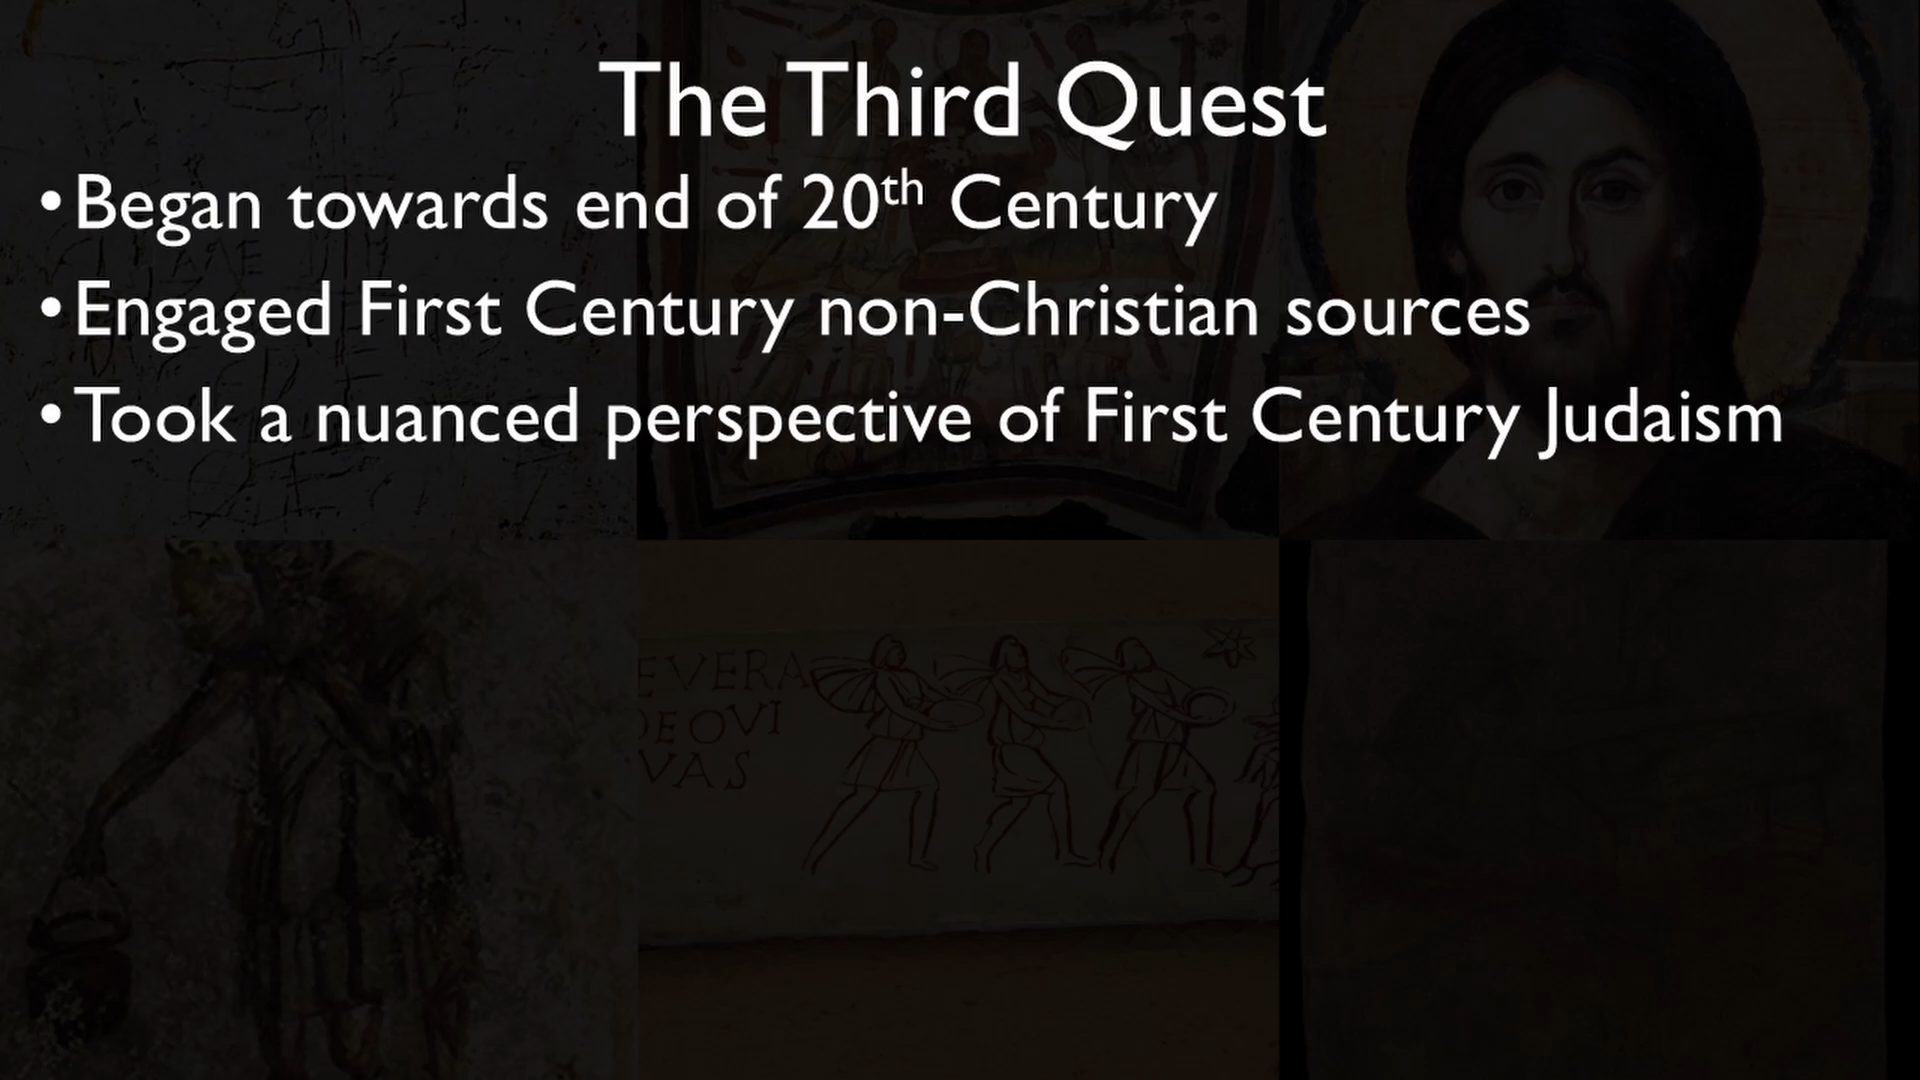 The Third Quest
• Began towards end of 20th Century
• Engaged First Century non-Christian sources
• Took a nuanced perspective of First Century Judaism
EVERA
DEOVI
VAS